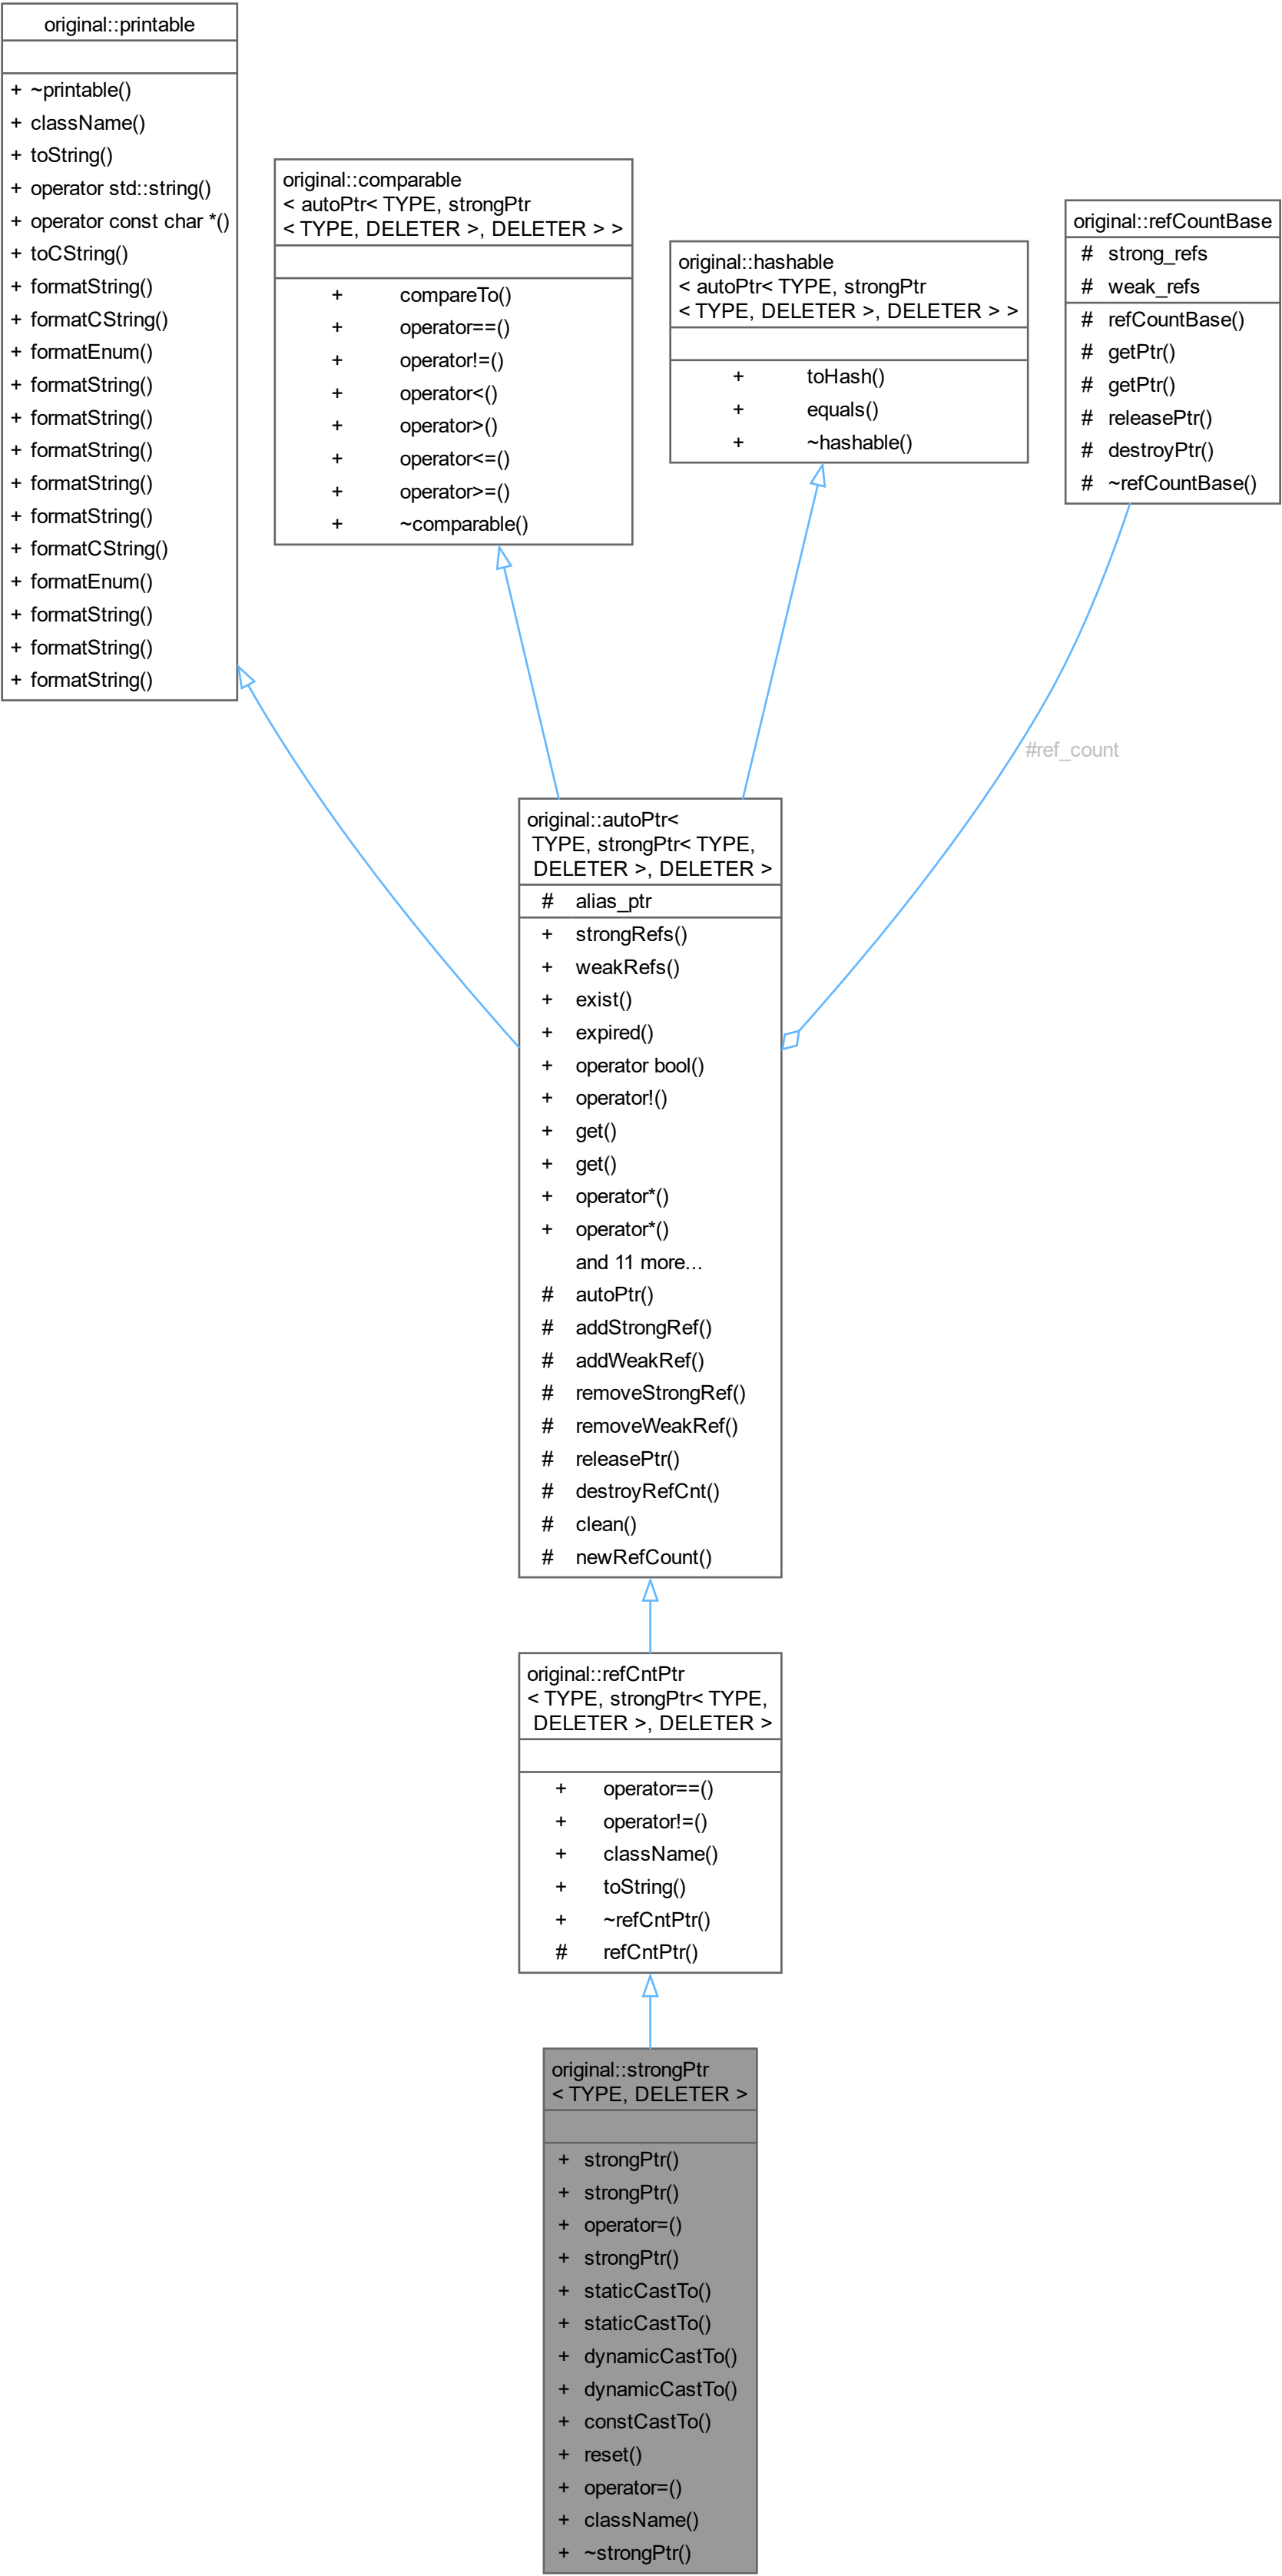 original::printable
+ ~printable()
+ className()
+ toString()
+ operator std::string()
+ operator const char *()
+ toCString()
+ formatString()
+ formatCString()
+ formatEnum()
+ formatString()
+ formatString()
+ formatString()
+ formatString()
+ formatString()
+ formatCString()
+ formatEnum()
+ formatString()
+ formatString()
+ formatString()
original::comparable
< autoPtr< TYPE, strongPtr
< TYPE, DELETER >, DELETER > >
+ compareTo()
+ operator==()
+ operator!=()
+ operator<()
+ operator>()
+ operator<=()
+ operator>=()
+ ~comparable()
original::hashable
< autoPtr< TYPE, strongPtr
< TYPE, DELETER >, DELETER > >
+ toHash()
+ equals()
+ ~hashable()
original::refCountBase
# strong_refs
# weak_refs
# refCountBase()
# getPtr()
# getPtr()
# releasePtr()
# destroyPtr()
# ~refCountBase()
#ref_count
original::autoPtr<
TYPE, strongPtr< TYPE,
DELETER >, DELETER >
# alias_ptr
+ strongRefs()
+ weakRefs()
+ exist()
+ expired()
+ operator bool()
+ operator!()
+ get()
+ get()
+ operator*()
+ operator*()
and 11 more...
# autoPtr()
# addStrongRef()
# addWeakRef()
# removeStrongRef()
# removeWeakRef()
# releasePtr()
# destroyRefCnt()
# clean()
# newRefCount()
original::refCntPtr
< TYPE, strongPtr< TYPE,
DELETER >, DELETER >
+ operator==()
+ operator!=()
+ className()
+ toString()
+ ~refCntPtr()
# refCntPtr()
original::strongPtr
< TYPE, DELETER >
+ strongPtr()
+ strongPtr()
+ operator=()
+ strongPtr()
+ staticCastTo()
+ staticCastTo()
+ dynamicCastTo()
+ dynamicCastTo()
+ constCastTo()
+ reset()
+ operator=()
+ className()
+ ~strongPtr()